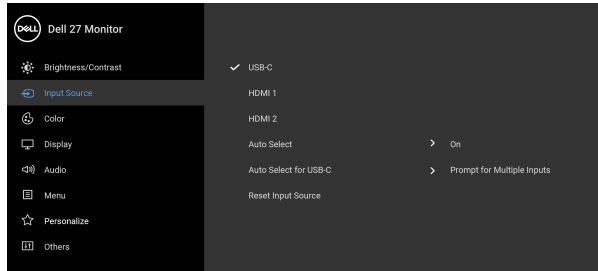 DELL Dell 27 Monitor
Brightness/Contrast
USB-C
Input Source
HDMI 1
Color
HDMI 2
Display
Auto Select
On
Audio
Auto Select for USB-C
Prompt for Multiple Inputs
Menu
Reset Input Source
Personalize
Others